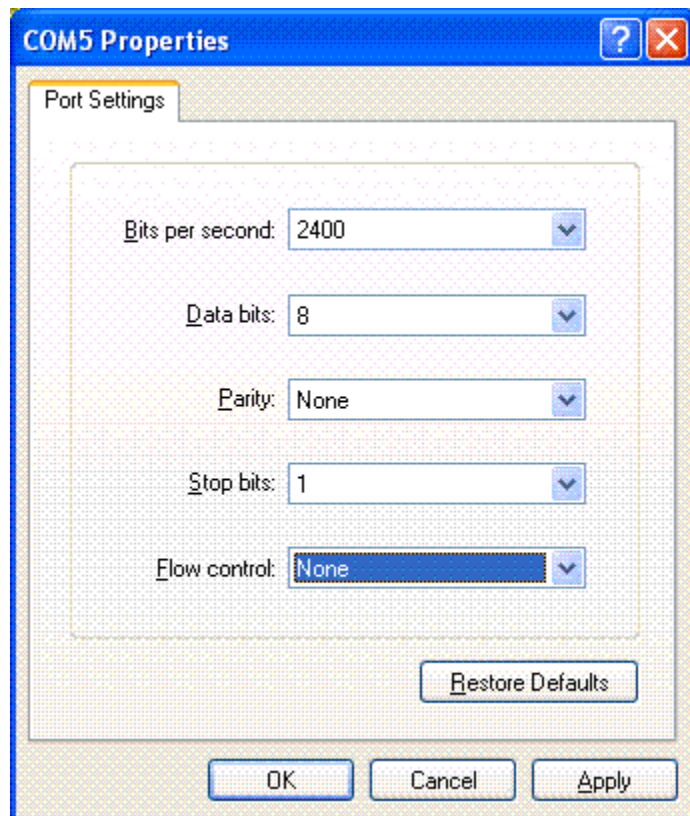 COM5 Properties
Port Settings
Bits per second: 2400
Data bits: 8
Parity: None
Stop bits: 1
Flow control: None
Restore Defaults
OK Cancel Apply